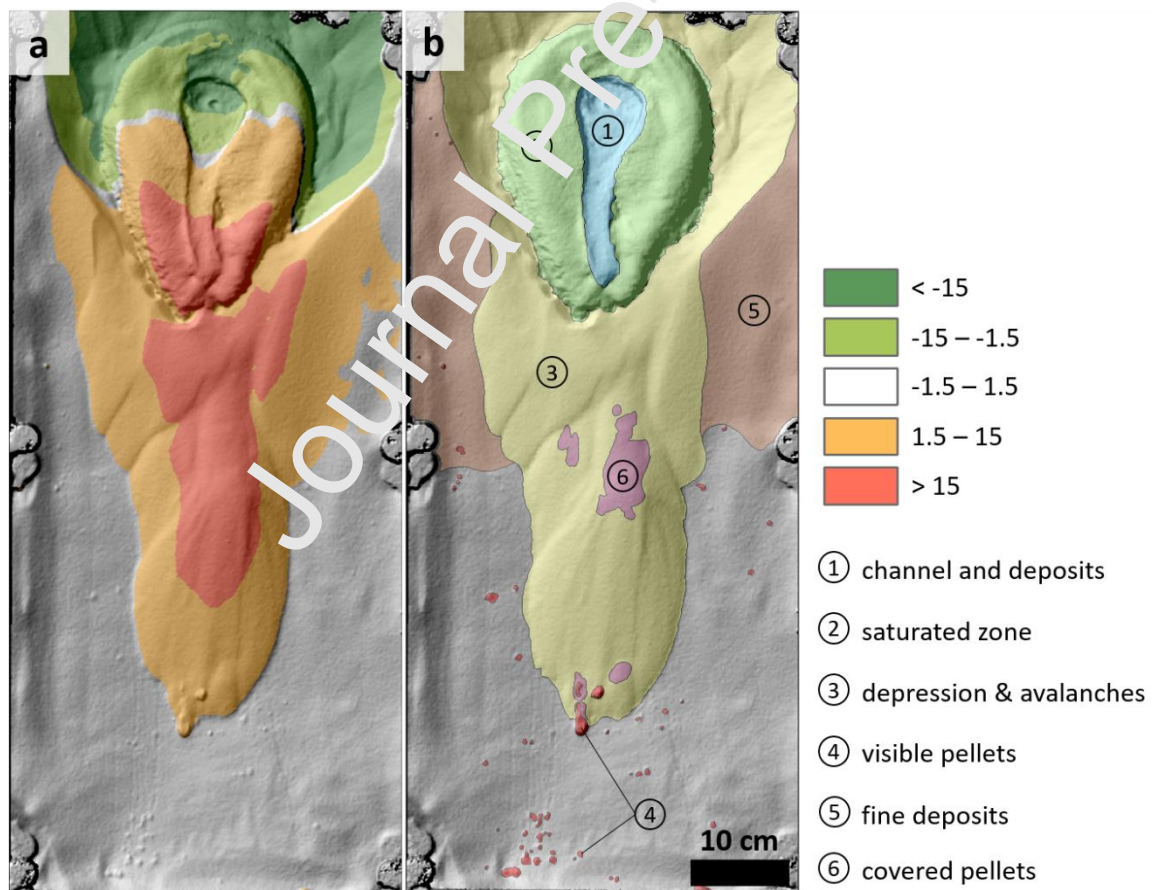 a
b
Journal Pre
1
3
5
6
4
10 cm
< -15
-15 – -1.5
-1.5 – 1.5
1.5 – 15
> 15
1 channel and deposits
2 saturated zone
3 depression & avalanches
4 visible pellets
5 fine deposits
6 covered pellets